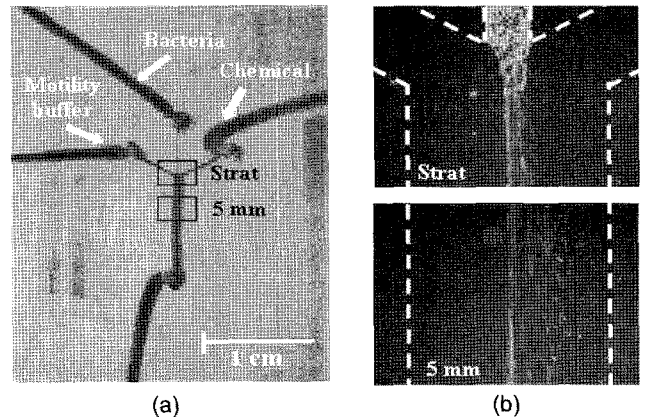 Bacteria
Chemical
Motility
buffer
Strat
5 mm
1 cm
(a)
Strat
5 mm
(b)